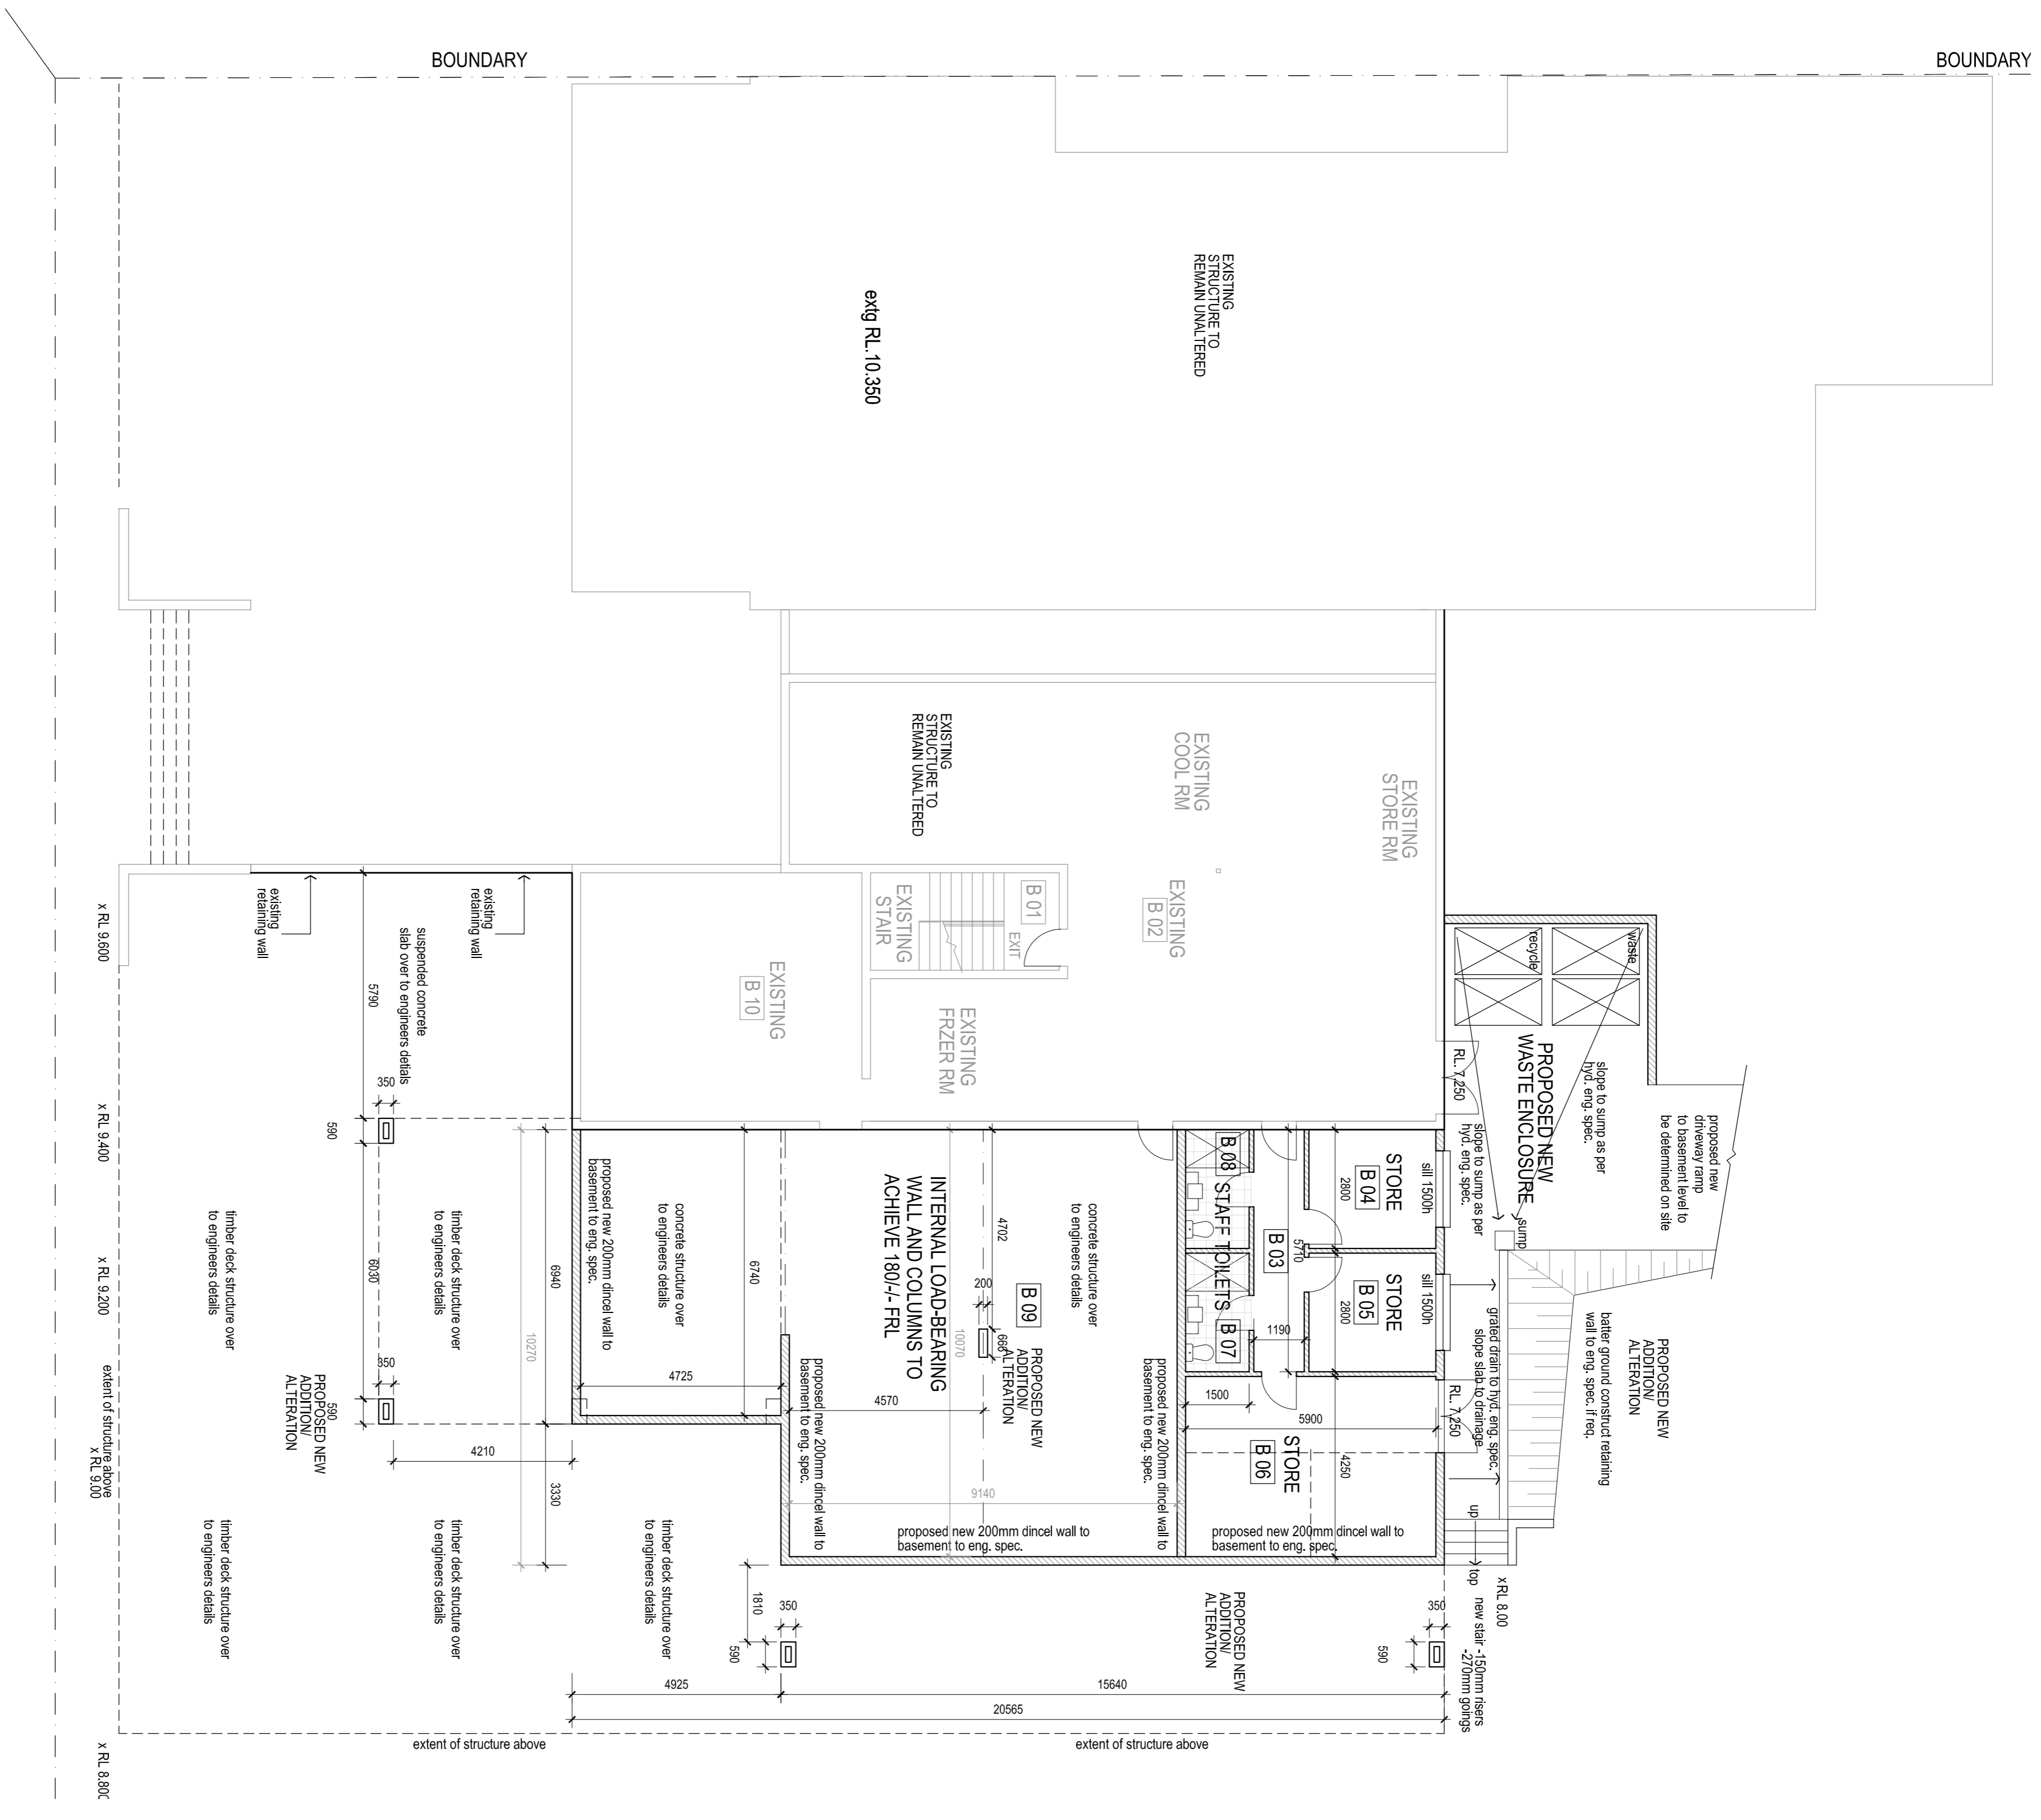 BOUNDARY
BOUNDARY
EXISTING
STRUCTURE TO
REMAIN UNALTERED
extg RL.10.350
EXISTING
STRUCTURE TO
REMAIN UNALTERED
EXISTING
COOL RM
EXISTING
STORE RM
EXISTING
B 02
B 01
EXIT
EXISTING
STAIR
EXISTING
B 10
EXISTING
FRZER RM
waste
recycle
PROPOSED NEW
WASTE ENCLOSURE
slope to sump as per
hyd. eng. spec.
proposed new
driveway ramp
to basement level to
be determined on site
RL. 7,250
slope to sump as per
hyd. eng. spec.
sump
x RL 9.600
existing
retaining wall
existing
retaining wall
suspended concrete
slab over to engineers detials
5790
350
590
x RL 9.400
x RL 9.200
timber deck structure over
to engineers details
6030
timber deck structure over
to engineers details
6940
10270
proposed new 200mm dincel wall to
basement to eng. spec.
concrete structure over
to engineers details
6740
INTERNAL LOAD-BEARING
WALL AND COLUMNS TO
ACHIEVE 180/-/- FRL
4702
200
B 09
666
10070
concrete structure over
to engineers details
PROPOSED NEW
ADDITION/
ALTERATION
B 08
STAFF TOILETS
B 07
B 03
5710
1190
STORE
B 04
2800
sill 1500h
STORE
B 05
2800
sill 1500h
grated drain to hyd. eng. spec.
slope slab to drainage
batter ground construct retaining
wall to eng. spec. if req.
PROPOSED NEW
ADDITION/
ALTERATION
4725
4570
proposed new 200mm dincel wall to
basement to eng. spec.
proposed new 200mm dincel wall to
basement to eng. spec.
1500
5900
RL. 7,250
STORE
B 06
4250
9140
proposed new 200mm dincel wall to
basement to eng. spec.
proposed new 200mm dincel wall to
basement to eng. spec.
350
590
PROPOSED NEW
ADDITION/
ALTERATION
4210
3330
extent of structure above
x RL 9.00
timber deck structure over
to engineers details
timber deck structure over
to engineers details
timber deck structure over
to engineers details
1810
350
590
PROPOSED NEW
ADDITION/
ALTERATION
350
590
up
top
x RL 8.00
new stair -150mm risers
-270mm goings
4925
15640
20565
extent of structure above
extent of structure above
x RL 8.800